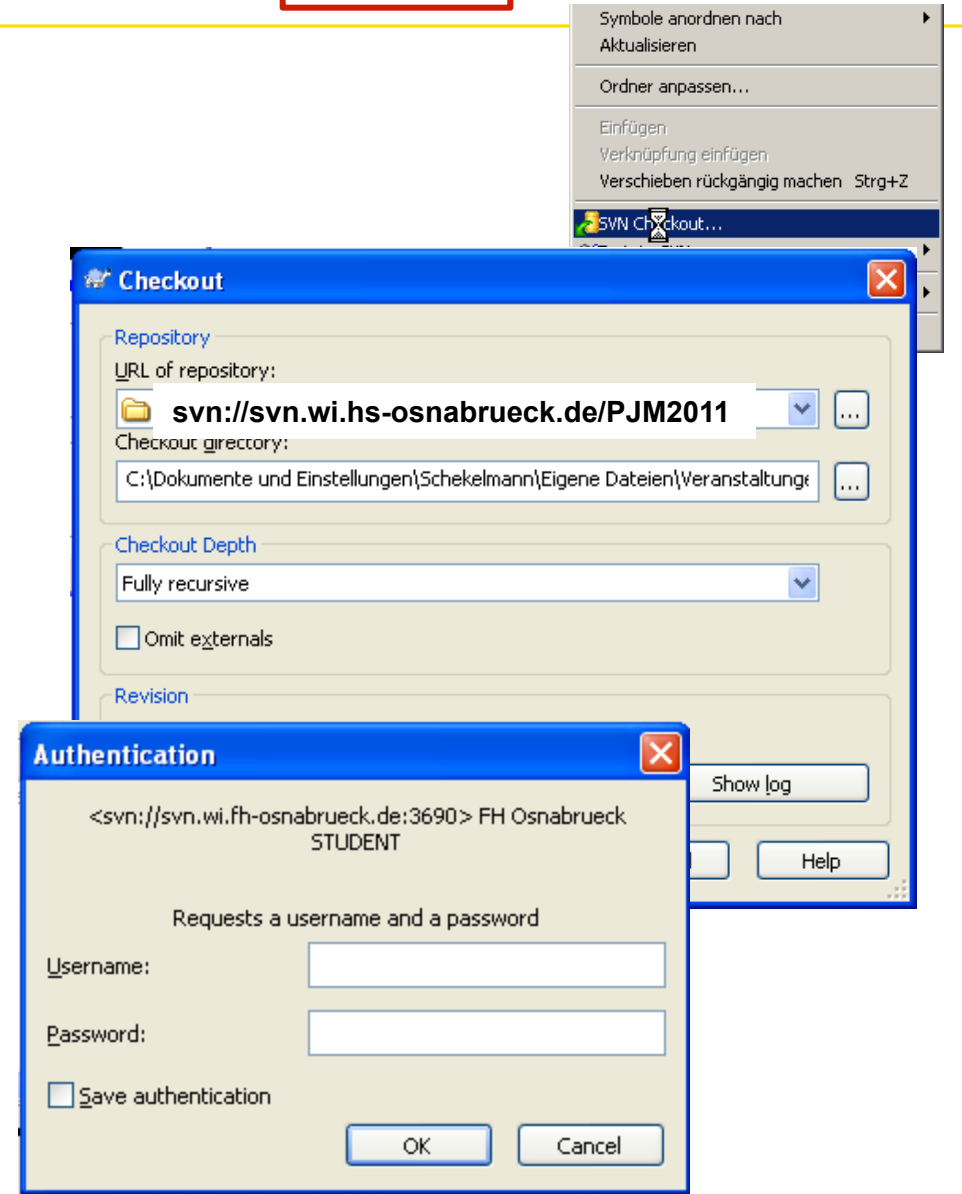 Symbole anordnen nach
Aktualisieren
Ordner anpassen...
Einfügen
Verknüpfung einfügen
Verschieben rückgängig machen Strg+Z
SVN Checkout...
Checkout
Repository
URL of repository:
svn://svn.wi.hs-osnabrueck.de/PJM2011
...
Checkout directory:
C:\Dokumente und Einstellungen\Schekelmann\Eigene Dateien\Veranstaltunge
...
Checkout Depth
Fully recursive
Omit externals
Revision
Show log
Help
Authentication
<svn://svn.wi.fh-osnabrueck.de:3690> FH Osnabrueck
STUDENT
Requests a username and a password
Username:
Password:
Save authentication
OK Cancel